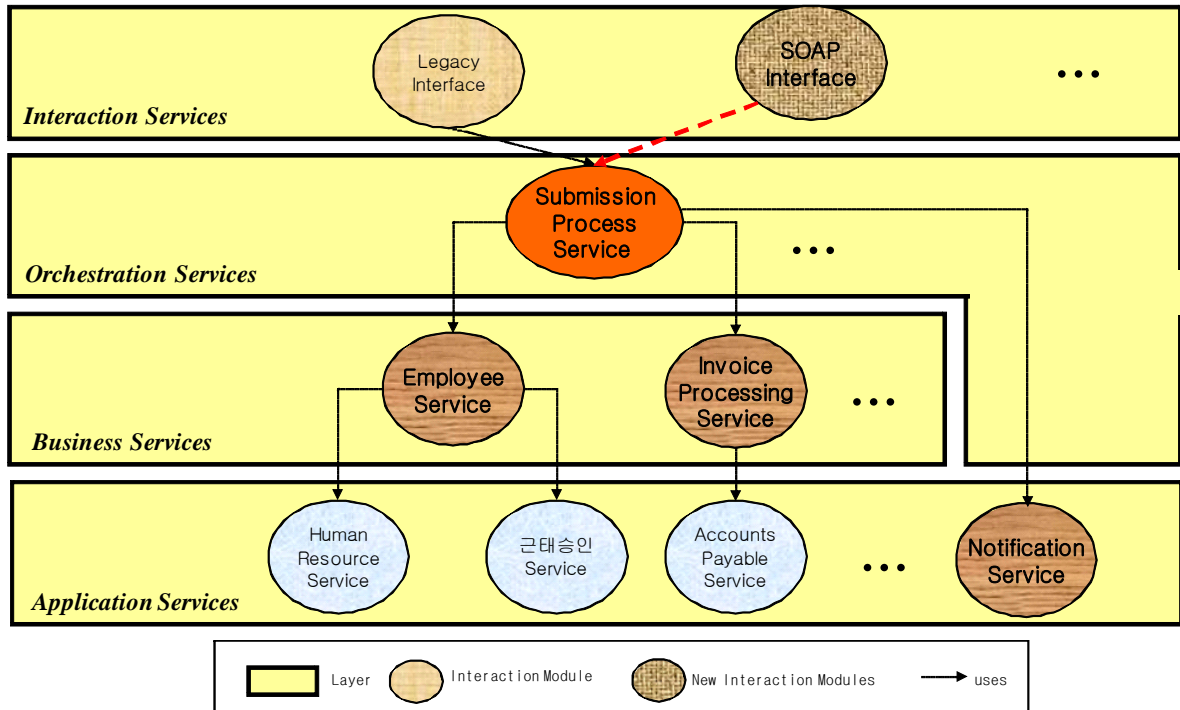 Legacy
Interface
SOAP
Interface
...
Interaction Services
Submission
Process
Service
...
Orchestration Services
Employee
Service
Invoice
Processing
Service
...
Business Services
Human
Resource
Service
근태승인
Service
Accounts
Payable
Service
...
Notification
Service
Application Services
Layer
Interaction Module
New Interaction Modules
uses